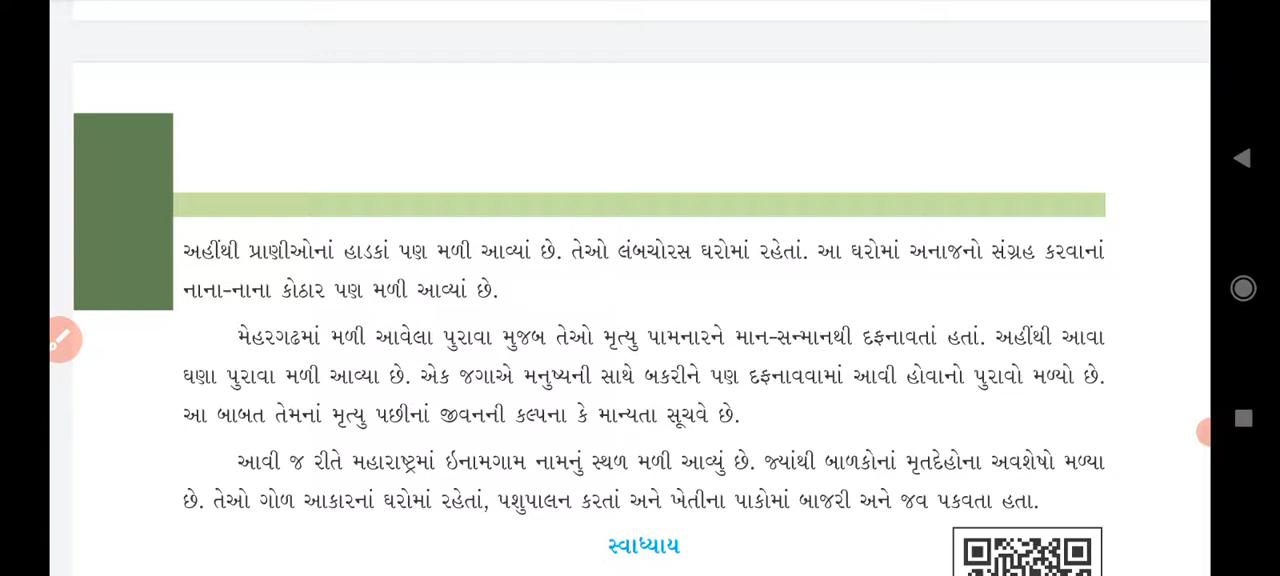 અહીંથી પ્રાણીઓનાં હાડકાં પણ મળી આવ્યાં છે. તેઓ લંબચોરસ ઘરોમાં રહેતાં. આ ઘરોમાં અનાજનો સંગ્રહ કરવાનાં
નાના-નાના કોઠાર પણ મળી આવ્યાં છે.
મેહરગઢમાં મળી આવેલા પુરાવા મુજબ તેઓ મૃત્યુ પામનારને માન-સન્માનથી દફનાવતાં હતાં. અહીંથી આવા
ઘણા પુરાવા મળી આવ્યા છે. એક જગાએ મનુષ્યની સાથે બકરીને પણ દફનાવવામાં આવી હોવાનો પુરાવો મળ્યો છે.
આ બાબત તેમનાં મૃત્યુ પછીનાં જીવનની કલ્પના કે માન્યતા સૂચવે છે.
આવી જ રીતે મહારાષ્ટ્રમાં ઇનામગામ નામનું સ્થળ મળી આવ્યું છે. જ્યાંથી બાળકોનાં મૃતદેહોના અવશેષો મળ્યા
છે. તેઓ ગોળ આકારનાં ઘરોમાં રહેતાં, પશુપાલન કરતાં અને ખેતીના પાકોમાં બાજરી અને જવ પકવતા હતા.
સ્વાધ્યાય